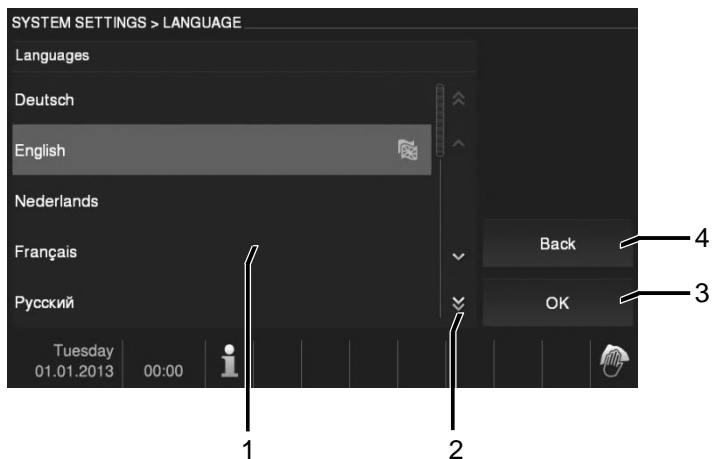 SYSTEM SETTINGS > LANGUAGE
Languages
Deutsch
English
Nederlands
Français
Русский
Back
OK
4
3
Tuesday
01.01.2013
00:00
1
2